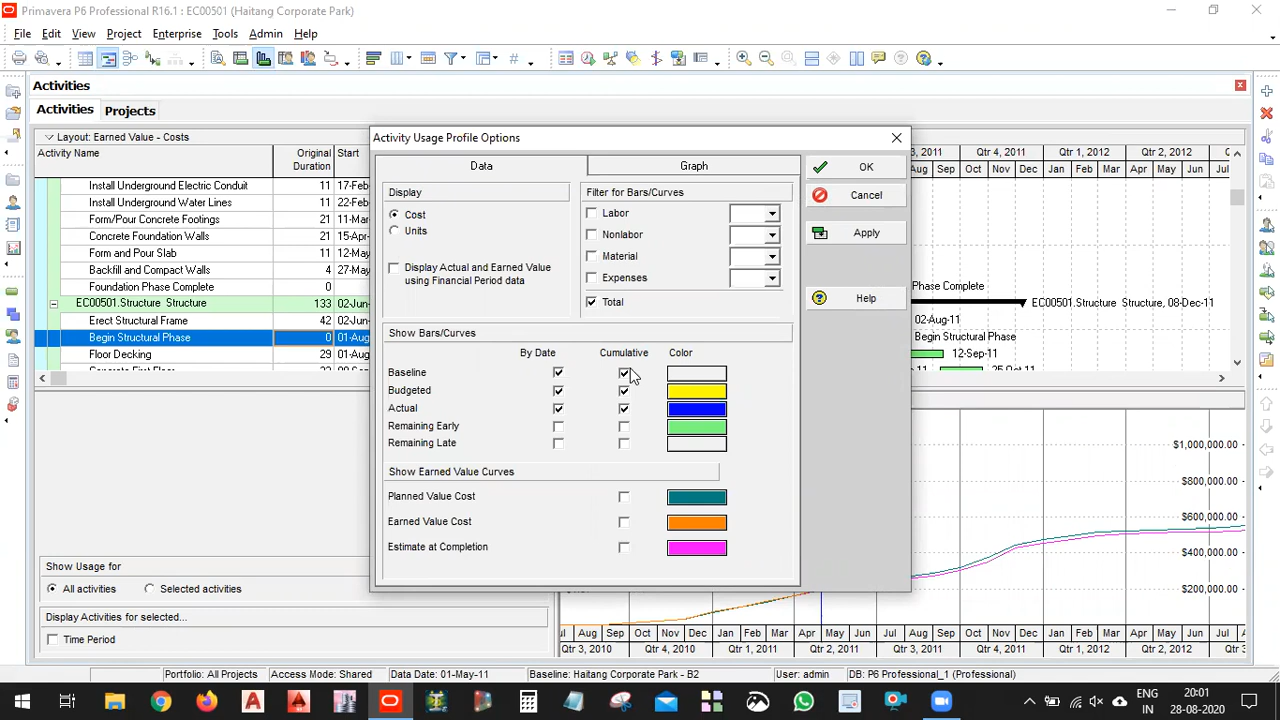 Primavera P6 Professional R16.1 : EC00501 (Haitang Corporate Park)
File Edit View Project Enterprise Tools Admin Help
Activities
Activities Projects
Layout: Earned Value - Costs
Activity Name Original Duration Start
Install Underground Electric Conduit 11 17-Feb
Install Underground Water Lines 11 23-Feb
Form/Pour Concrete Footings 21 11-Mar
Concrete Foundation Walls 21
Form and Pour Slab 11
Backfill and Compact Walls 4 27-May
Foundation Phase Complete 0
EC00501.Structure Structure 133 02-Jun
Erect Structural Frame 42 02-Jun
Begin Structural Phase 0 01-Aug
Floor Decking 29 01-Aug
3, 2011 Qtr 4, 2011 Qtr 1, 2012 Qtr 2, 2012
Aug Sep Oct Nov Dec Jan Feb Mar Apr May Jun
Phase Complete
EC00501.Structure Structure, 08-Dec-11
02-Aug-11
12-Sep-11
25 Oct 11
Activity Usage Profile Options
Data Graph
Display
Cost
Units
Display Actual and Earned Value
using Financial Period data
Filter for Bars/Curves
Labor
Nonlabor
Material
Expenses
Total
OK
Cancel
Apply
Help
Show Bars/Curves
By Date Cumulative Color
Baseline
Budgeted
Actual
Remaining Early
Remaining Late
Show Earned Value Curves
Planned Value Cost
Earned Value Cost
Estimate at Completion
$1,000,000.00
$800,000.00
$600,000.00
$400,000.00
$200,000.00
Show Usage for
All activities Selected activities
Display Activities for selected...
Time Period
Aug Sep Oct Nov Dec Jan Feb Mar Apr May Jun Jul Aug Sep Oct Nov Dec Jan Feb Mar Apr May Jun
Qtr 3, 2010 Qtr 4, 2010 Qtr 1, 2011 Qtr 2, 2011 Qtr 3, 2011 Qtr 4, 2011 Qtr 1, 2012 Qtr 2, 2012
Portfolio: All Projects Access Mode: Shared Data Date: 01-May-11 Baseline: Haitang Corporate Park - B2 User: admin DB: P6 Professional_1 (Professional)
ENG
IN
20:01
28-08-2020